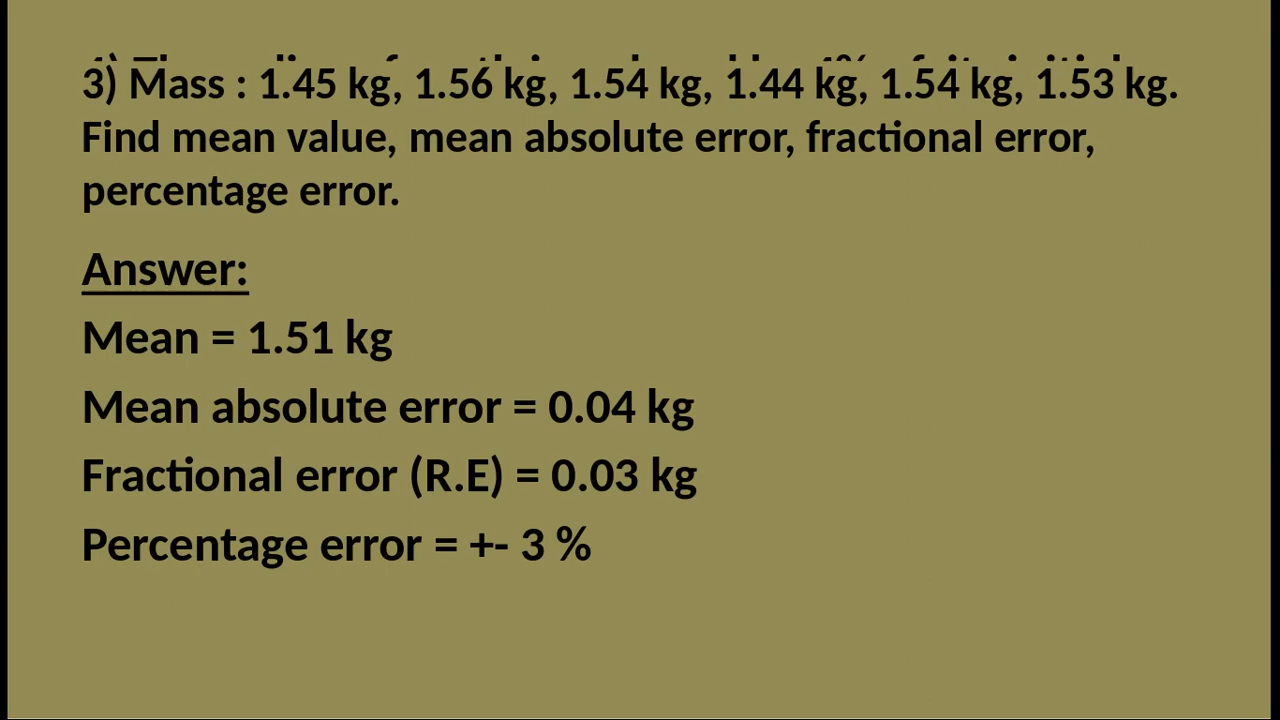 3) Mass : 1.45 kg, 1.56 kg, 1.54 kg, 1.44 kg, 1.54 kg, 1.53 kg.
Find mean value, mean absolute error, fractional error,
percentage error.
Answer:
Mean = 1.51 kg
Mean absolute error = 0.04 kg
Fractional error (R.E) = 0.03 kg
Percentage error = +- 3 %